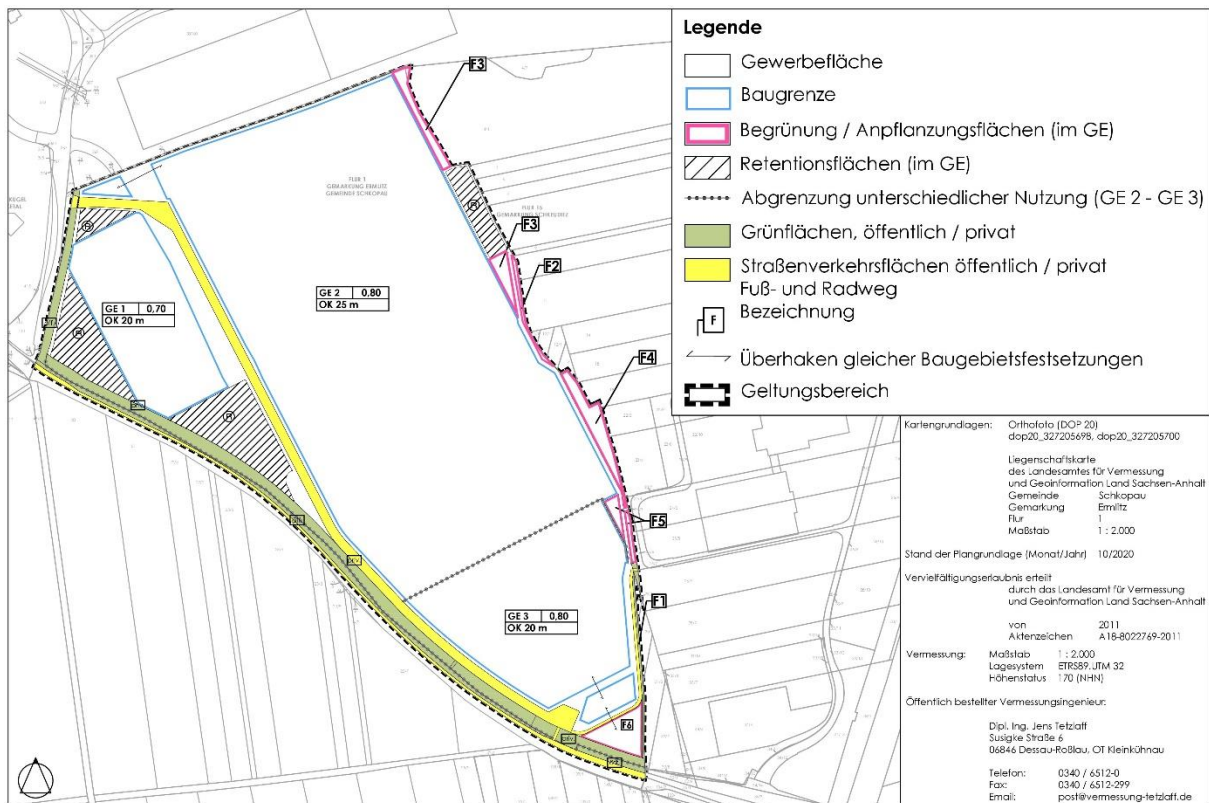 Legende
Gewerbefläche
Baugrenze
Begrünung / Anpflanzungsflächen (im GE)
Retentionsflächen (im GE)
Abgrenzung unterschiedlicher Nutzung (GE 2 - GE 3)
Grünflächen, öffentlich / privat
Straßenverkehrsflächen öffentlich / privat
Fuß- und Radweg
F
Bezeichnung
Überhaken gleicher Baugebietsfestsetzungen
Geltungsbereich
F3
FLUR 1
GEMARKUNG ERMLITZ
GEMEINDE SCHKOPAU
R
R
FLUR 16
GEMARKUNG SCHKEUDITZ
F3
F2
GE 2 0,80
OK 25 m
GE 1 0,70
OK 20 m
R
R
F4
F5
GE 3 0,80
OK 20 m
F1
F6
Kartengrundlagen: Orthofoto (DOP 20)
dop20_327205698, dop20_327205700
Liegenschaftskarte
des Landesamtes für Vermessung
und Geoinformation Land Sachsen-Anhalt
Gemeinde Schkopau
Gemarkung Ermlitz
Flur 1
Maßstab 1 : 2.000
Stand der Plangrundlage (Monat/Jahr) 10/2020
Vervielfältigungserlaubnis erteilt
durch das Landesamt für Vermessung
und Geoinformation Land Sachsen-Anhalt
von 2011
Aktenzeichen A18-8022769-2011
Vermessung: Maßstab 1 : 2.000
Lagesystem ETRS89.UTM 32
Höhenstatus 170 (NHN)
Öffentlich bestellter Vermessungsingenieur:
Dipl. Ing. Jens Tetzlaff
Susigke Straße 6
06846 Dessau-Roßlau, OT Kleinkühnau
Telefon: 0340 / 6512-0
Fax: 0340 / 6512-299
Email: post@vermessung-tetzlaff.de